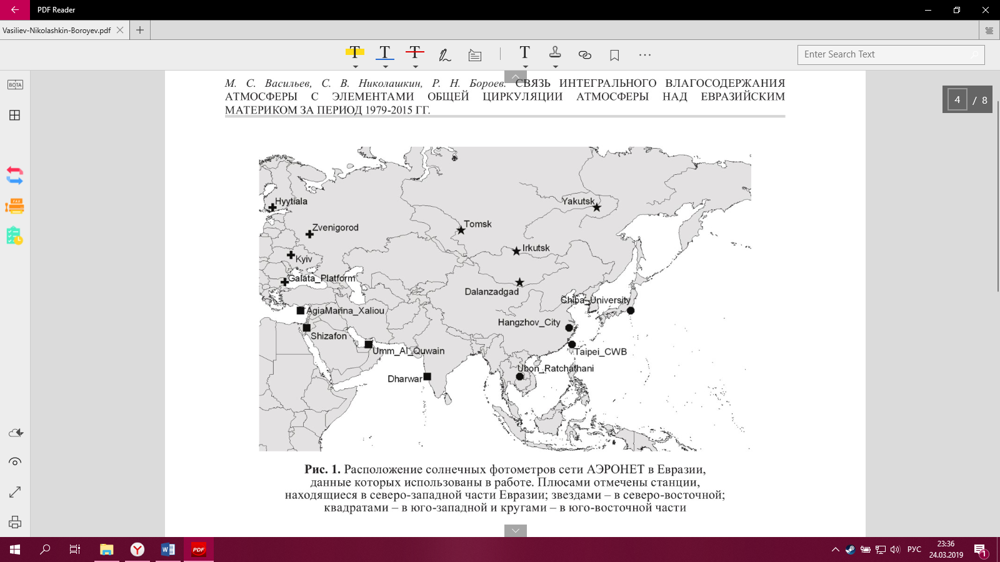 PDF Reader
Vasiliev-Nikolashkin-Boroyev.pdf
T T T T
Enter Search Text
ВОТА
4 / 8
М. С. Васильев, С. В. Николашкин, Р. Н. Бороев. СВЯЗЬ ИНТЕГРАЛЬНОГО ВЛАГОСОДЕРЖАНИЯ
АТМОСФЕРЫ С ЭЛЕМЕНТАМИ ОБЩЕЙ ЦИРКУЛЯЦИИ АТМОСФЕРЫ НАД ЕВРАЗИЙСКИМ
МАТЕРИКОМ ЗА ПЕРИОД 1979-2015 ГГ.
Hyytiala
Yakutsk
Zvenigorod
Tomsk
Irkutsk
Kyiv
Galata_Platform
Dalanzadgad
Chiba_University
AgiaMarina_Xaliou
Hangzhov_City
Shizafon
Umm_Al_Quwain
Taipei_CWB
Ubon_Ratchathani
Dharwar
Рис. 1. Расположение солнечных фотометров сети АЭРОНЕТ в Евразии,
данные которых использованы в работе. Плюсами отмечены станции,
находящиеся в северо-западной части Евразии; звездами – в северо-восточной;
квадратами – в юго-западной и кругами – в юго-восточной части
W
PDF
РУС
23:36
24.03.2019
1